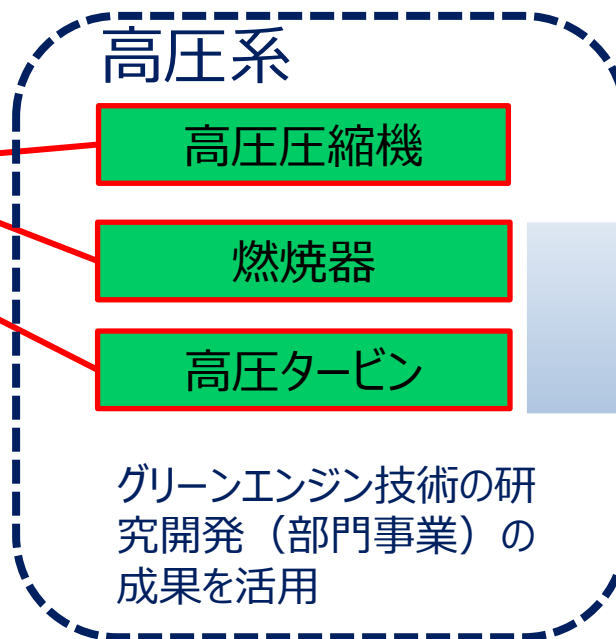 高圧系
高圧圧縮機
燃焼器
高圧タービン
グリーンエンジン技術の研
究開発（部門事業）の
成果を活用